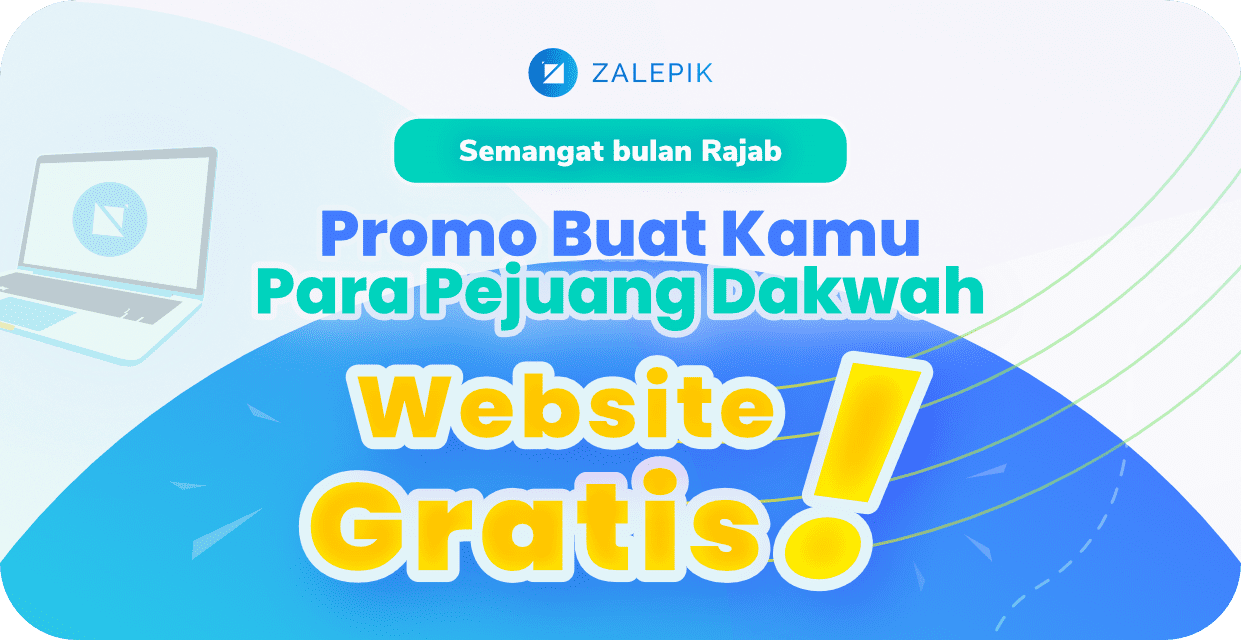 ZALEPIK
Semangat bulan Rajab
Promo Buat Kamu
Para Pejuang Dakwah
Website
Gratis!